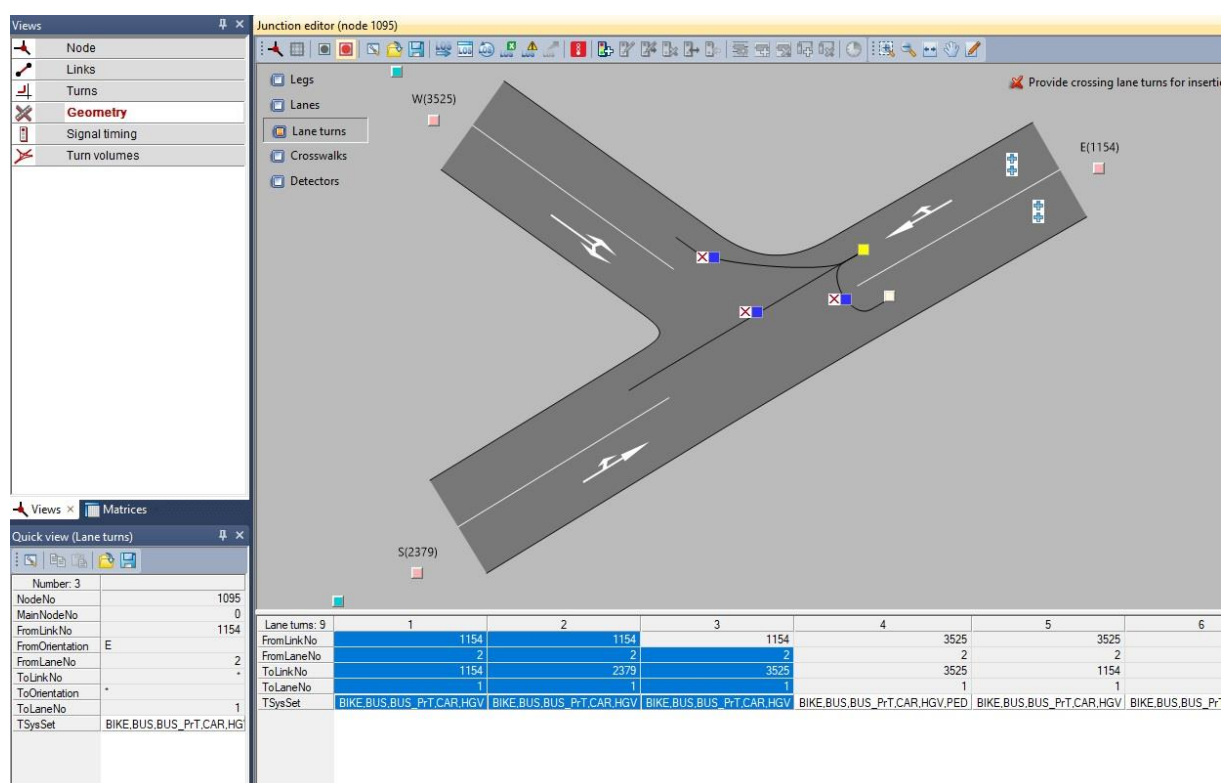 Views
Node
Links
Turns
Geometry
Signal timing
Turn volumes
Views
Matrices
Quick view (Lane turns)
Number: 3
NodeNo 1095
MainNodeNo 0
FromLinkNo 1154
FromOrientation E
FromLaneNo 2
ToLinkNo *
ToOrientation *
ToLaneNo 1
TSysSet BIKE,BUS,BUS_PrT,CAR,HG
Junction editor (node 1095)
Legs
Lanes
Lane turns
Crosswalks
Detectors
Provide crossing lane turns for inserti
W(3525)
E(1154)
S(2379)
Lane turns: 9 1 2 3 4 5 6
FromLinkNo 1154 1154 1154 3525 3525
FromLaneNo 2 2 2 2 2
ToLinkNo 1154 2379 3525 3525 1154
ToLaneNo 1 1 1 1 1
TSysSet BIKE,BUS,BUS_PrT,CAR,HGV BIKE,BUS,BUS_PrT,CAR,HGV BIKE,BUS,BUS_PrT,CAR,HGV BIKE,BUS,BUS_PrT,CAR,HGV,PED BIKE,BUS,BUS_PrT,CAR,HGV BIKE,BUS,BUS_PrT